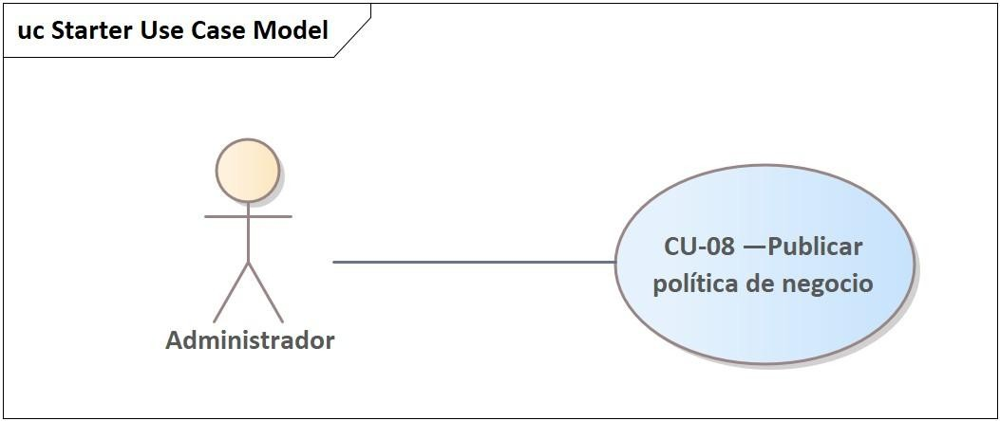 uc Starter Use Case Model
CU-08 —Publicar
política de negocio
Administrador